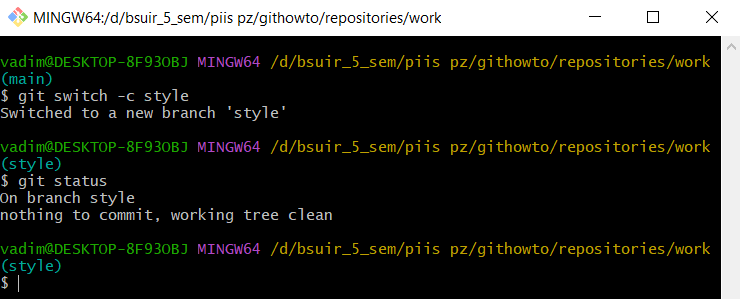 MINGW64:/d/bsuir_5_sem/piis pz/githowto/repositories/work
vadim@DESKTOP-8F93OBJ MINGW64 /d/bsuir_5_sem/piis pz/githowto/repositories/work
(main)
$ git switch -c style
Switched to a new branch 'style'
vadim@DESKTOP-8F93OBJ MINGW64 /d/bsuir_5_sem/piis pz/githowto/repositories/work
(style)
$ git status
On branch style
nothing to commit, working tree clean
vadim@DESKTOP-8F93OBJ MINGW64 /d/bsuir_5_sem/piis pz/githowto/repositories/work
(style)
$